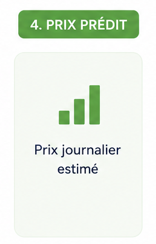 4. PRIX PRÉDIT
Prix journalier
estimé